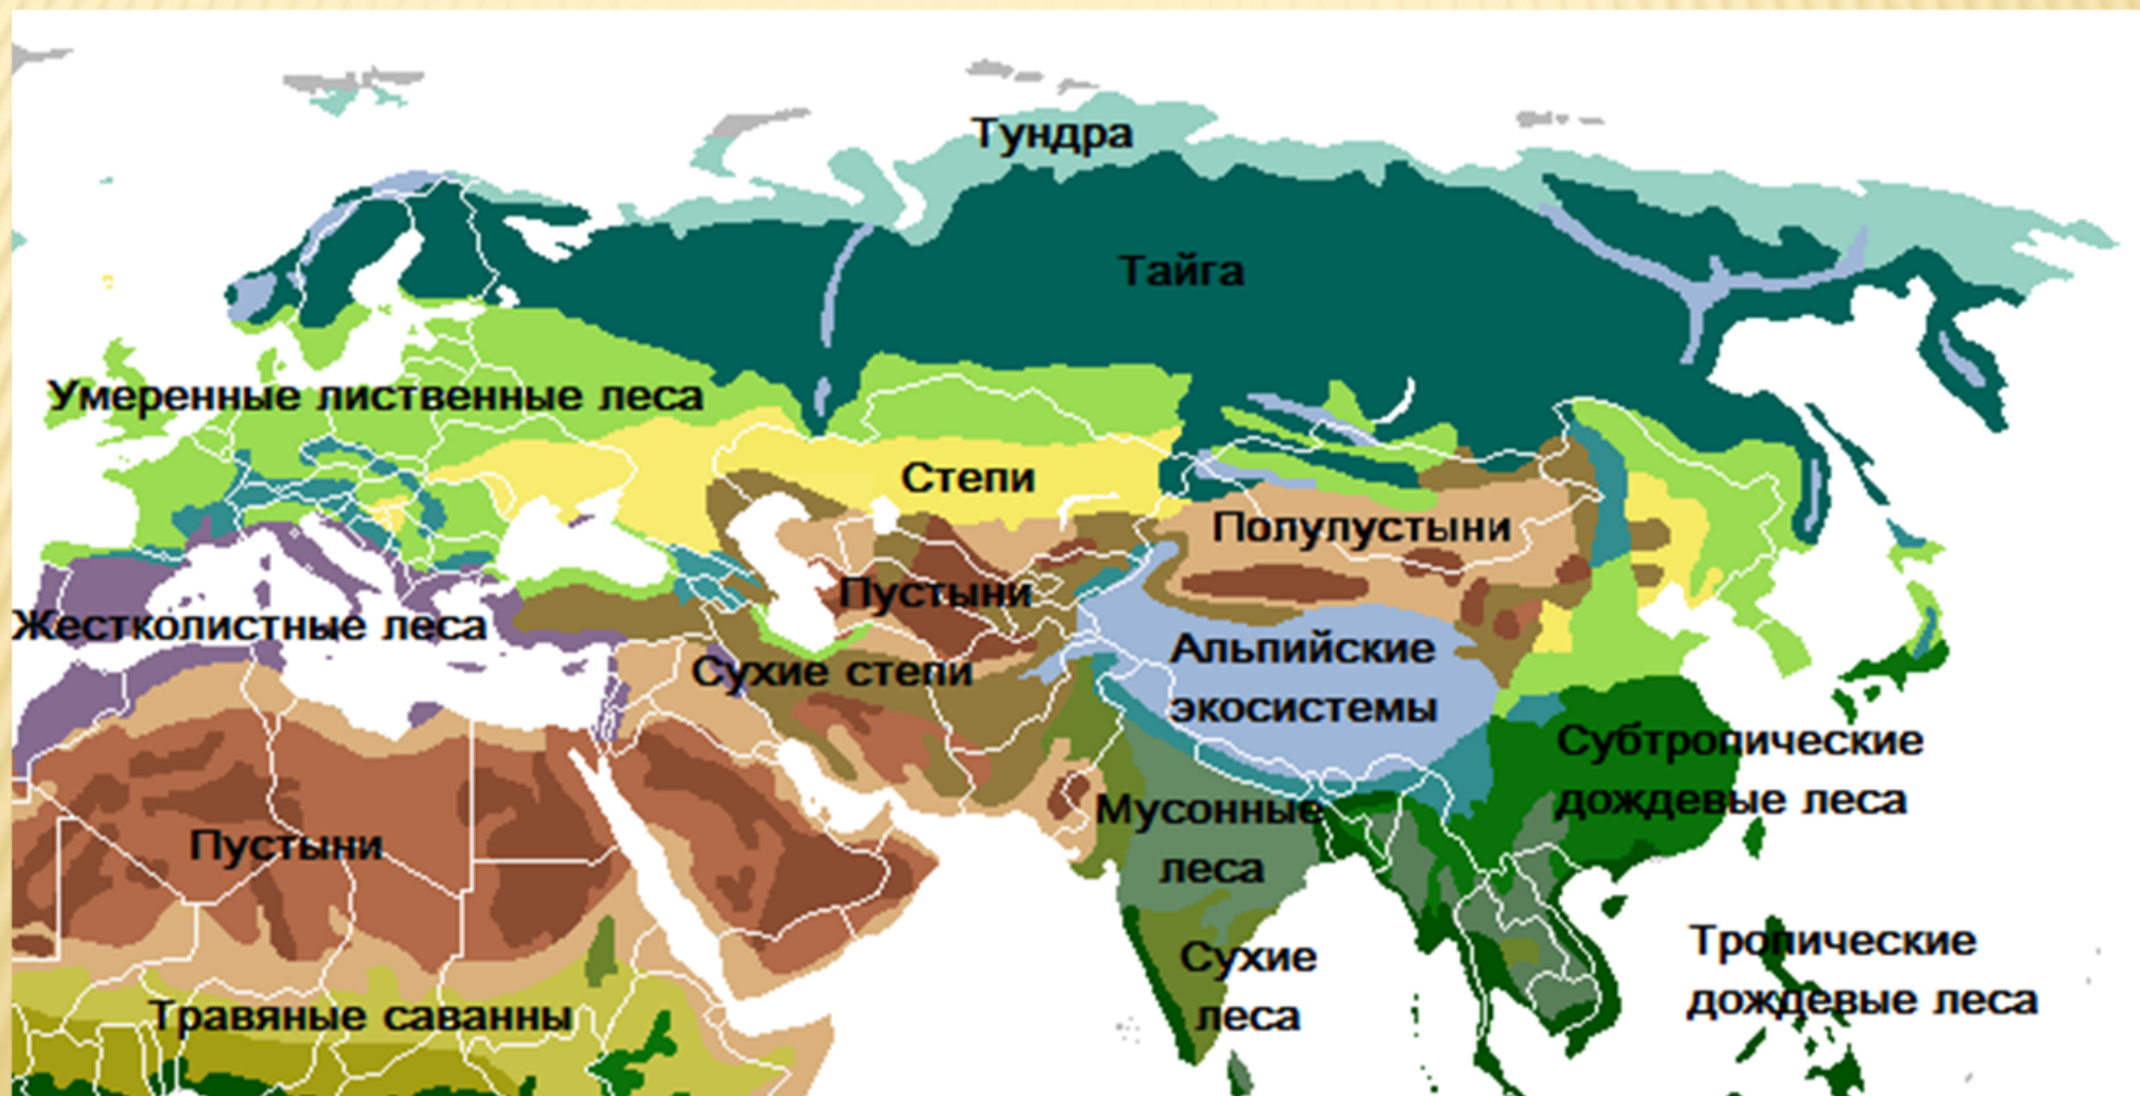 Тундра
Тайга
Умеренные лиственные леса
Степи
Полупустыни
Пустыни
Жестколистные леса
Сухие степи
Альпийские
экосистемы
Субтропические
дождевые леса
Мусонные
леса
Пустыни
Сухие
леса
Тропические
дождевые леса
Травяные саванны